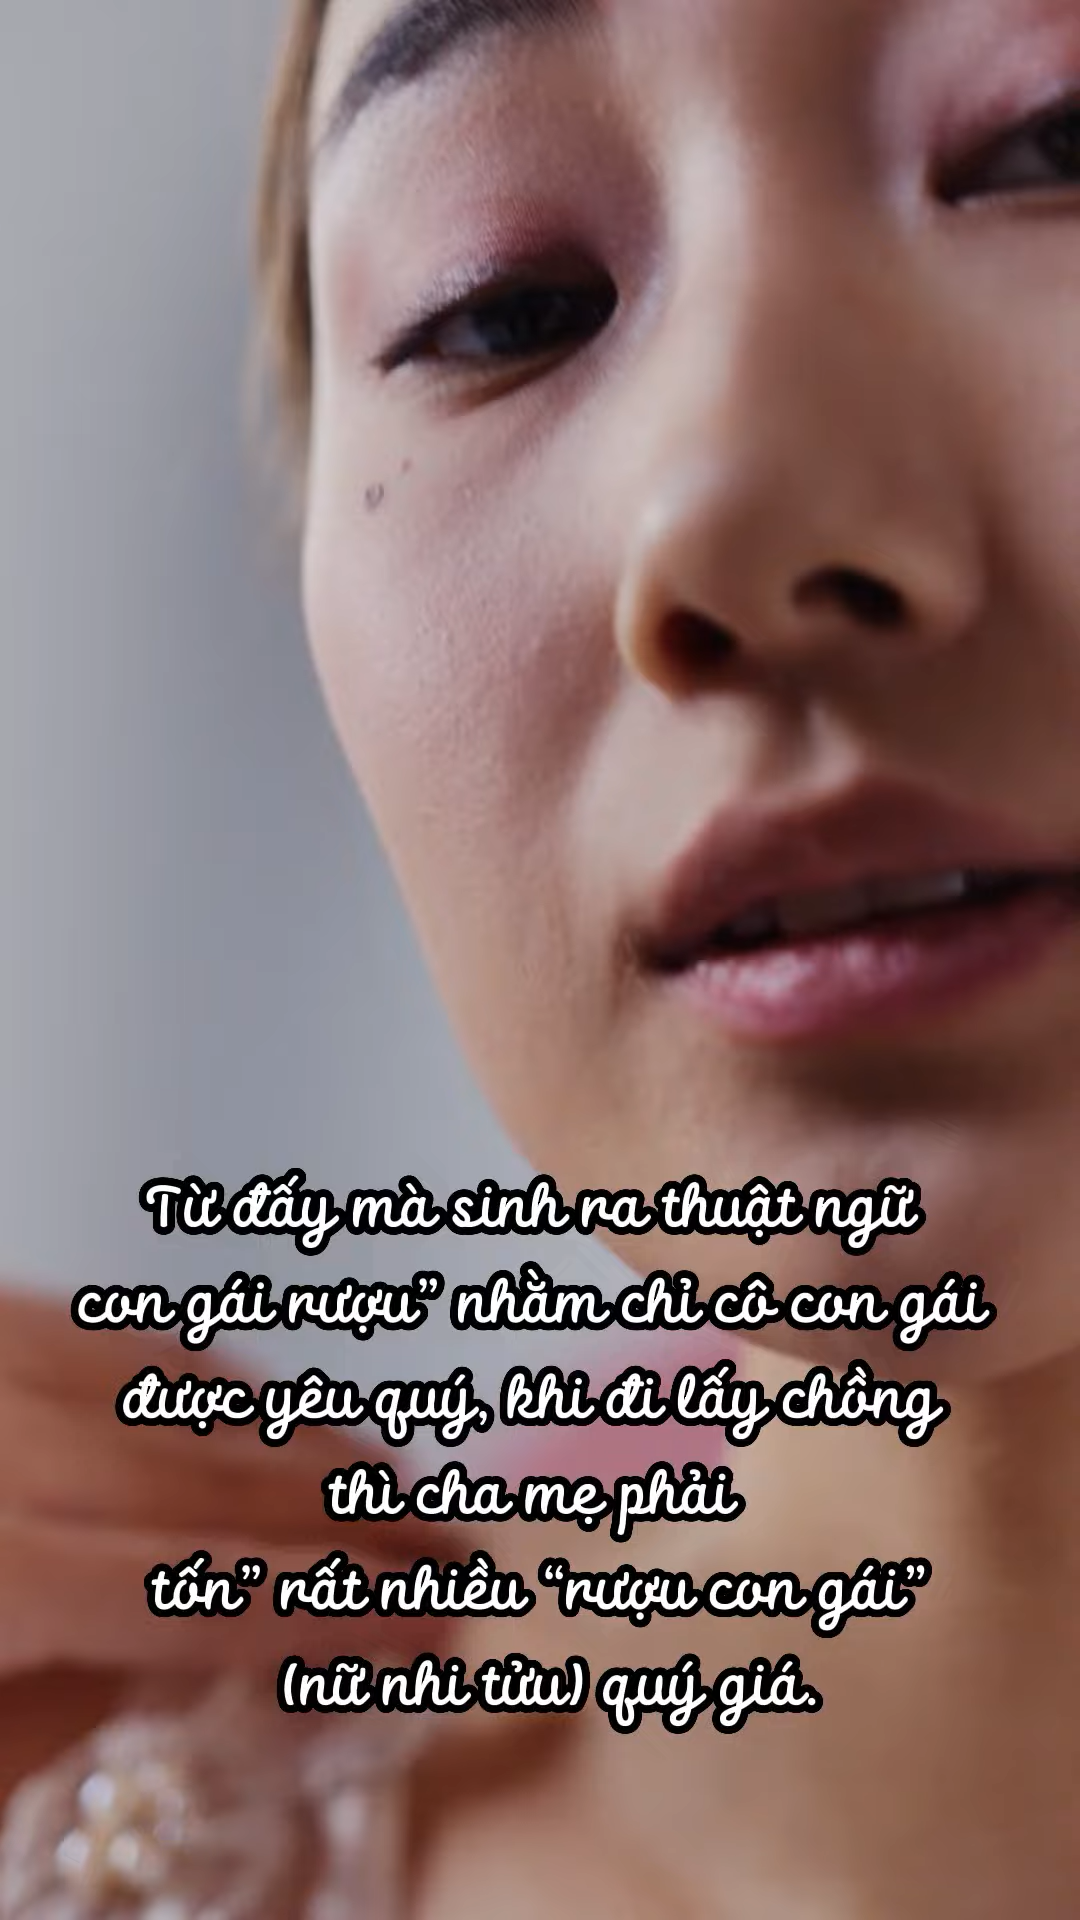 Từ đấy mà sinh ra thuật ngữ
con gái rượu” nhằm chỉ cô con gái
được yêu quý, khi đi lấy chồng
thì cha mẹ phải
tốn” rất nhiều “rượu con gái”
(nữ nhi tửu) quý giá.